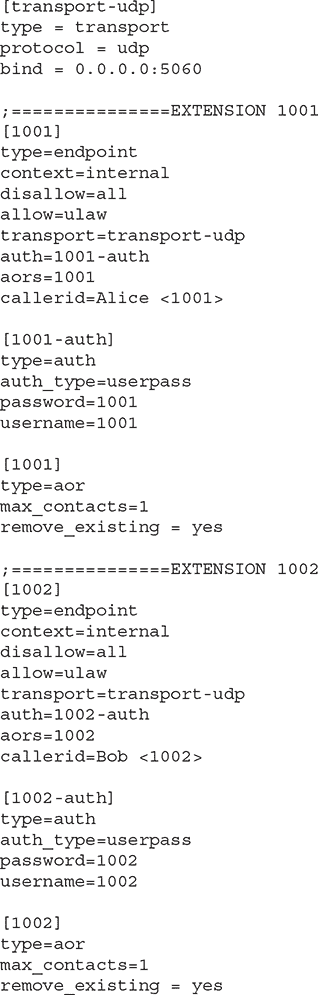 [transport-udp]
type = transport
protocol = udp
bind = 0.0.0.0:5060
;===============EXTENSION 1001
[1001]
type=endpoint
context=internal
disallow=all
allow=ulaw
transport=transport-udp
auth=1001-auth
aors=1001
callerid=Alice <1001>
[1001-auth]
type=auth
auth_type=userpass
password=1001
username=1001
[1001]
type=aor
max_contacts=1
remove_existing = yes
;===============EXTENSION 1002
[1002]
type=endpoint
context=internal
disallow=all
allow=ulaw
transport=transport-udp
auth=1002-auth
aors=1002
callerid=Bob <1002>
[1002-auth]
type=auth
auth_type=userpass
password=1002
username=1002
[1002]
type=aor
max_contacts=1
remove_existing = yes